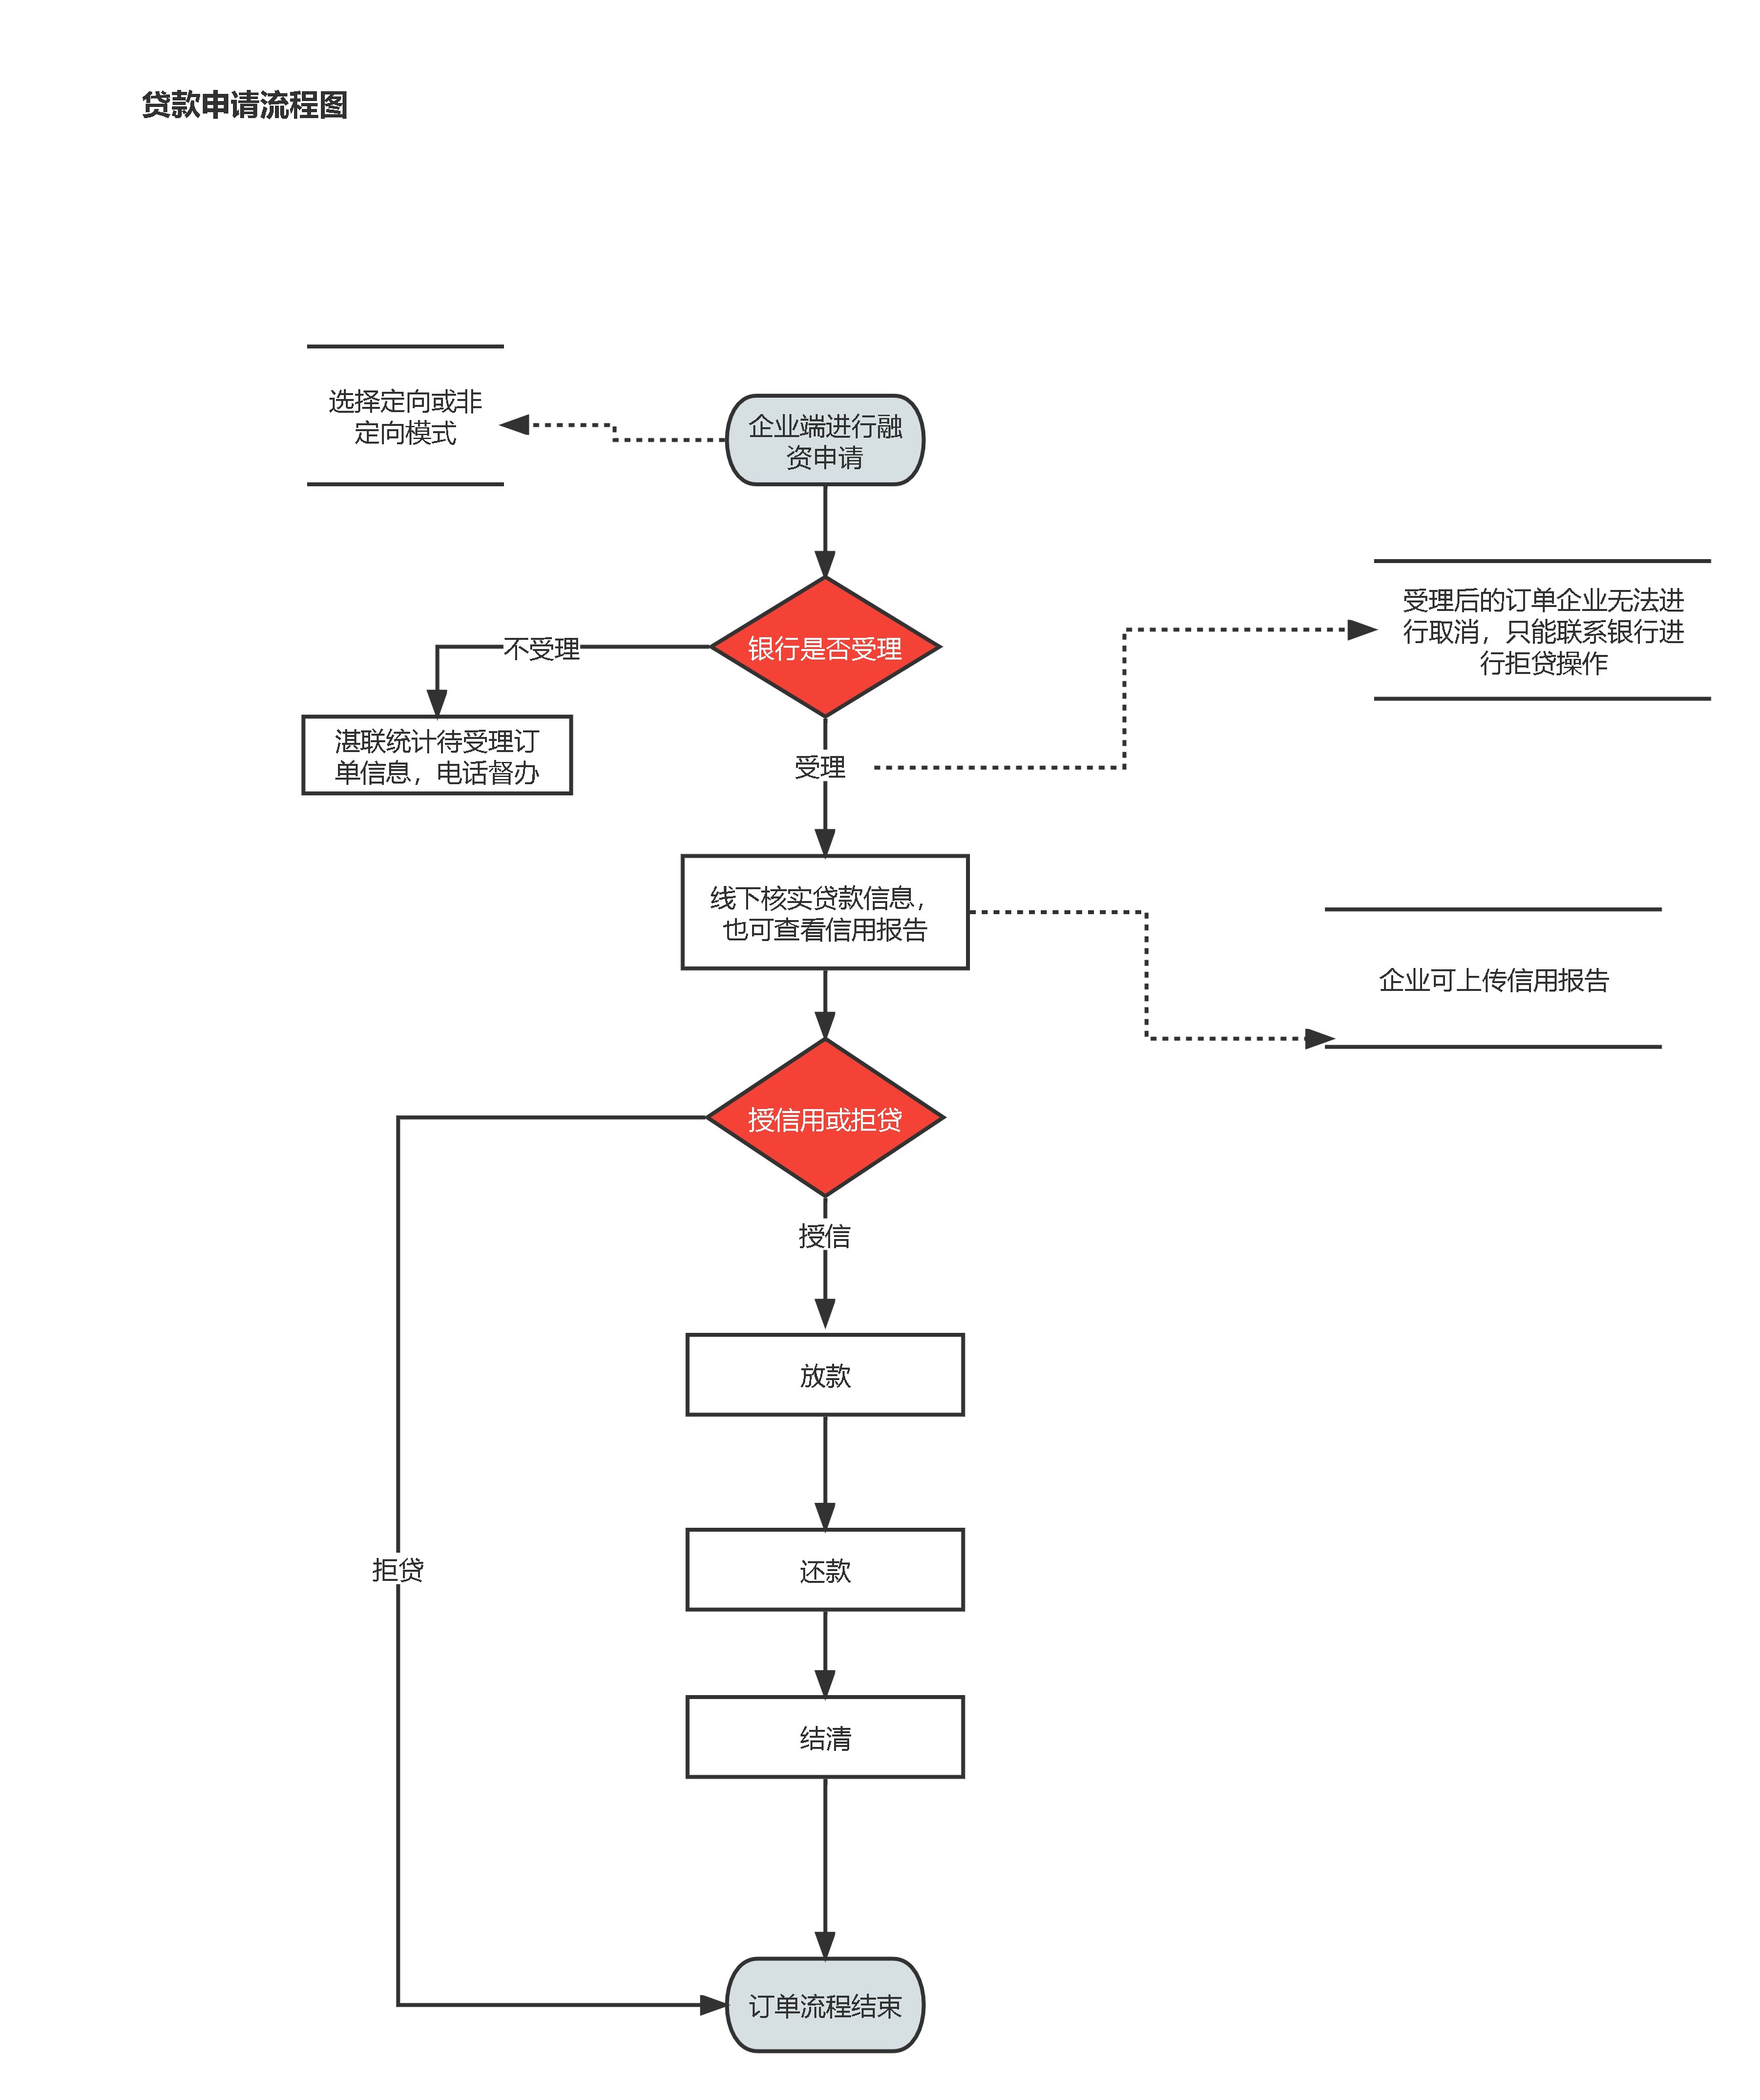 贷款申请流程图
选择定向或非
定向模式
企业端进行融
资申请
受理后的订单企业无法进
行取消，只能联系银行进
行拒贷操作
不受理
银行是否受理
湛联统计待受理订
单信息，电话督办
受理
线下核实贷款信息，
也可查看信用报告
企业可上传信用报告
授信用或拒贷
授信
放款
拒贷
还款
结清
订单流程结束